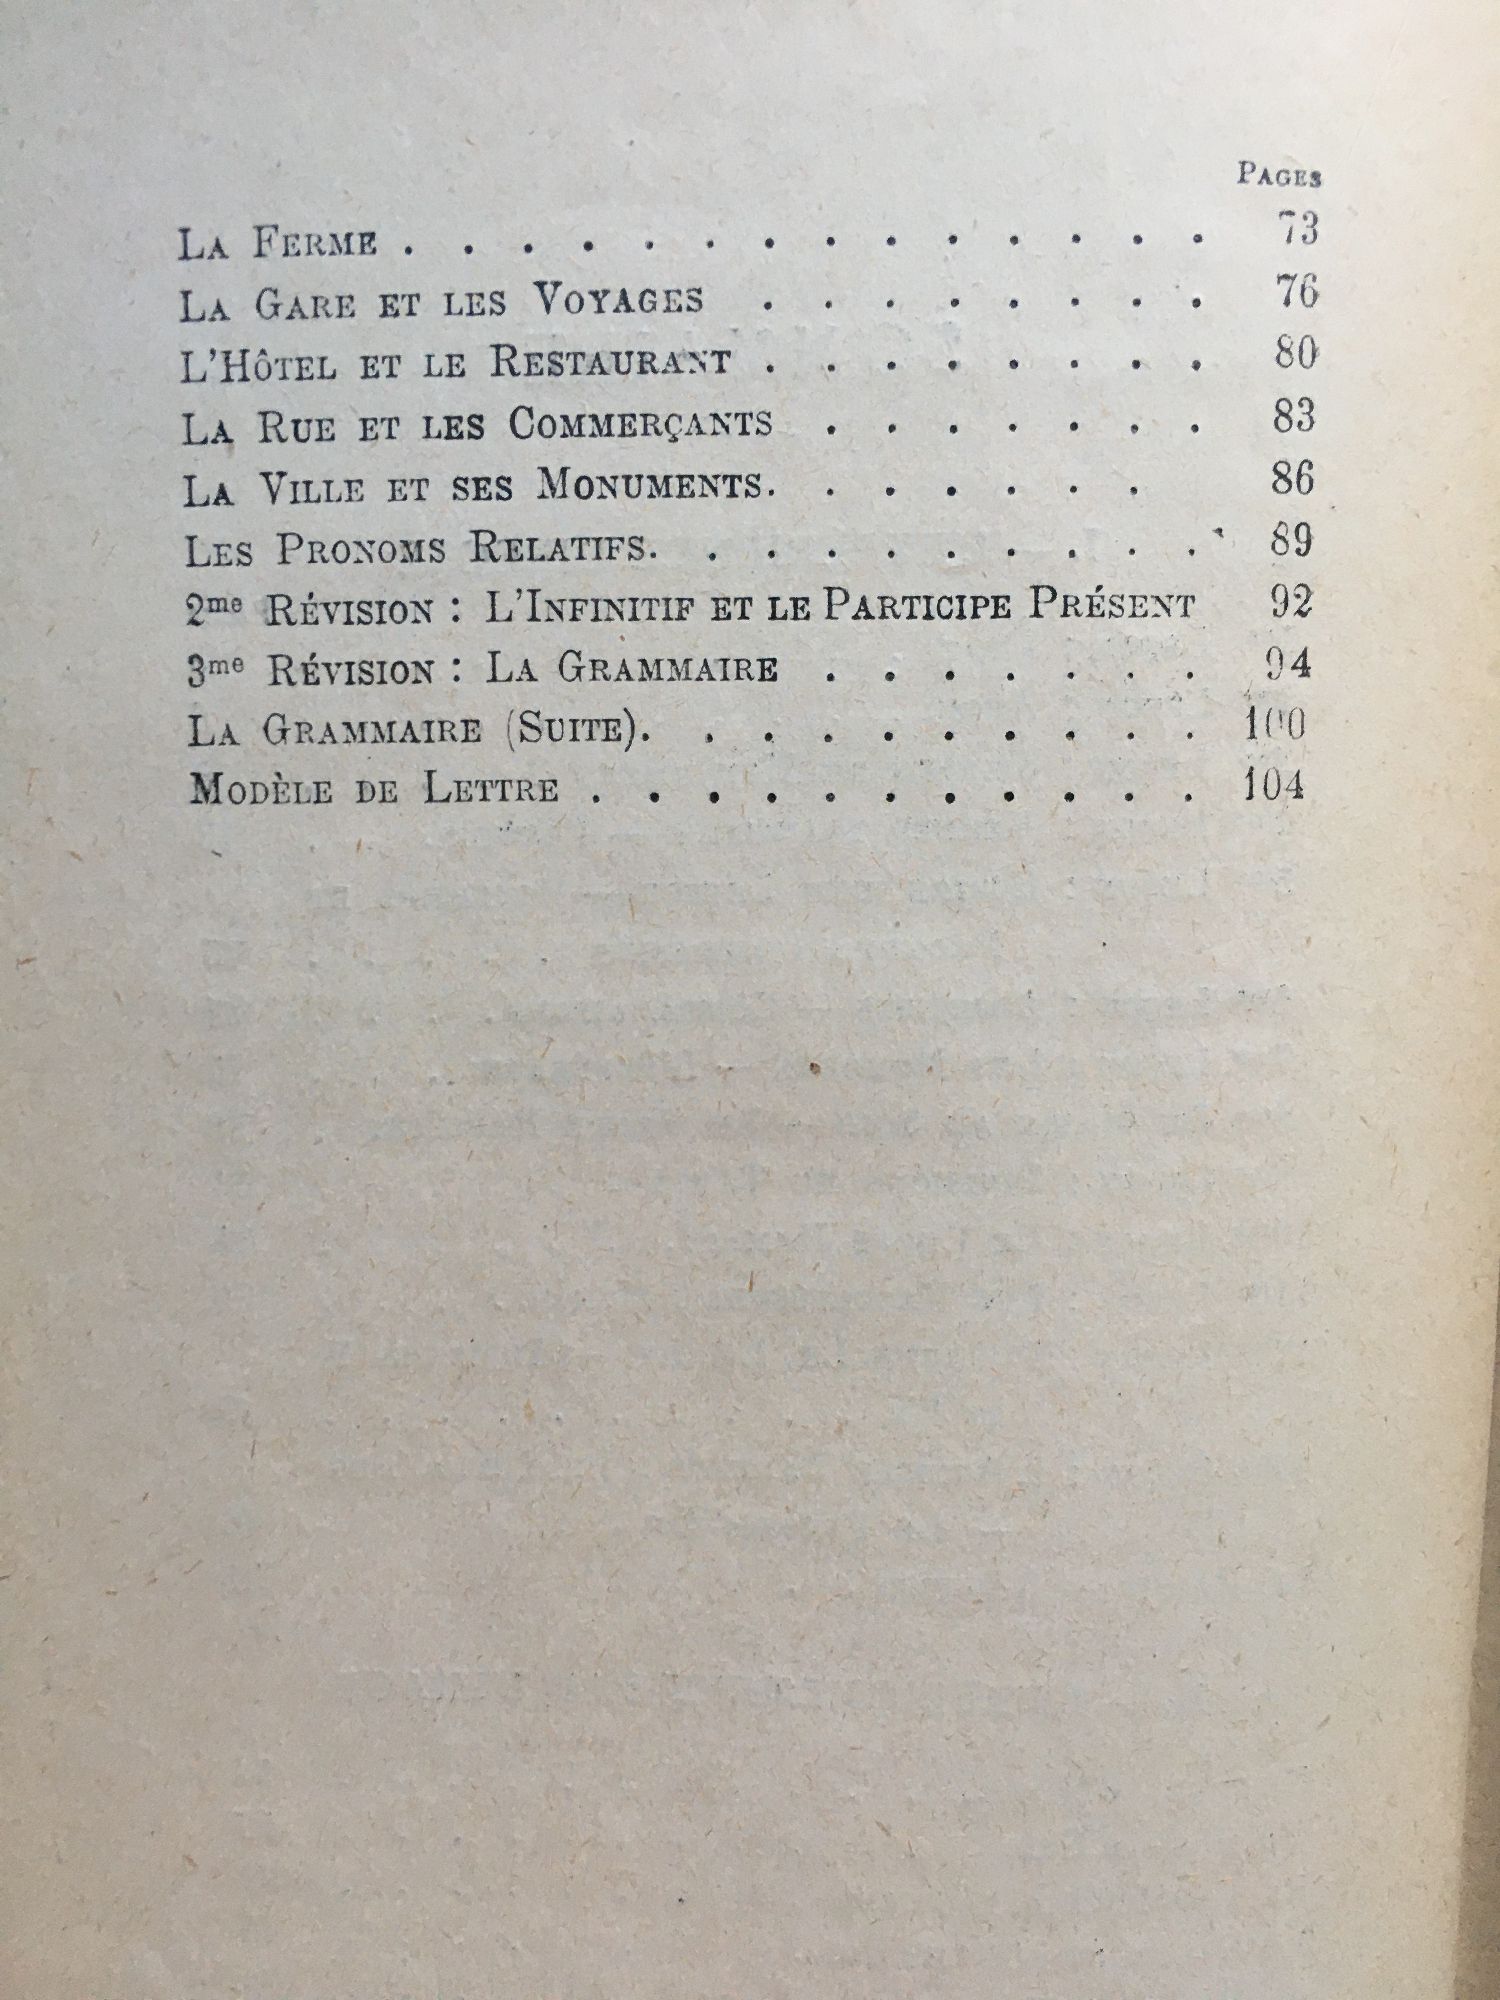 PAGES
LA FERME . . . . . . . . . . . . . . 73
LA GARE ET LES VOYAGES . . . . . . . . 76
L'HÔTEL ET LE RESTAURANT . . . . . . . . 80
LA RUE ET LES COMMERÇANTS . . . . . . . 83
LA VILLE ET SES MONUMENTS. . . . . . . 86
LES PRONOMS RELATIFS. . . . . . . . . . 89
2me RÉVISION : L'INFINITIF ET LE PARTICIPE PRÉSENT 92
3me RÉVISION : LA GRAMMAIRE . . . . . . . 94
LA GRAMMAIRE (SUITE). . . . . . . . . . 100
MODÈLE DE LETTRE . . . . . . . . . . . 104